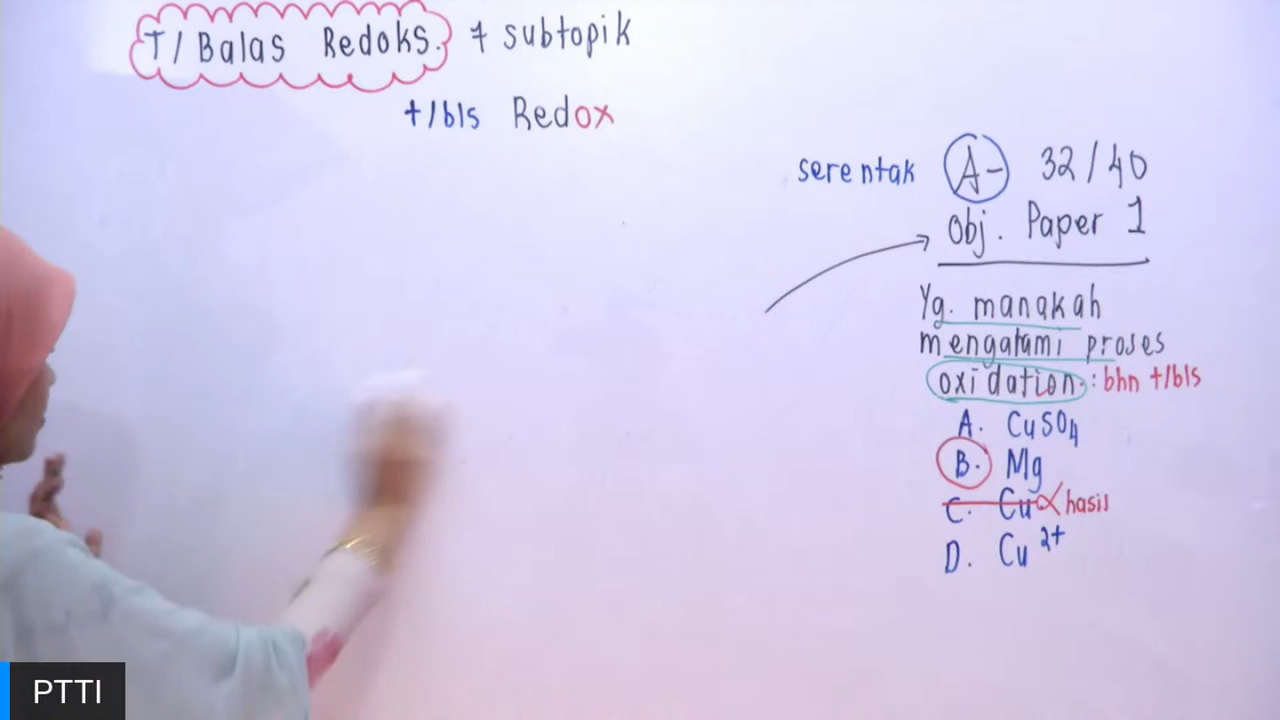 T/Balas Redoks. 7 subtopik
t/bls Redox
serentak A- 32/40
Obj. Paper 1
Yg. manakah
mengalami proses
oxidation. : bhn t/bls
A. CuSO4
B. Mg
C. Cu hasil
D. Cu2+
PTTI